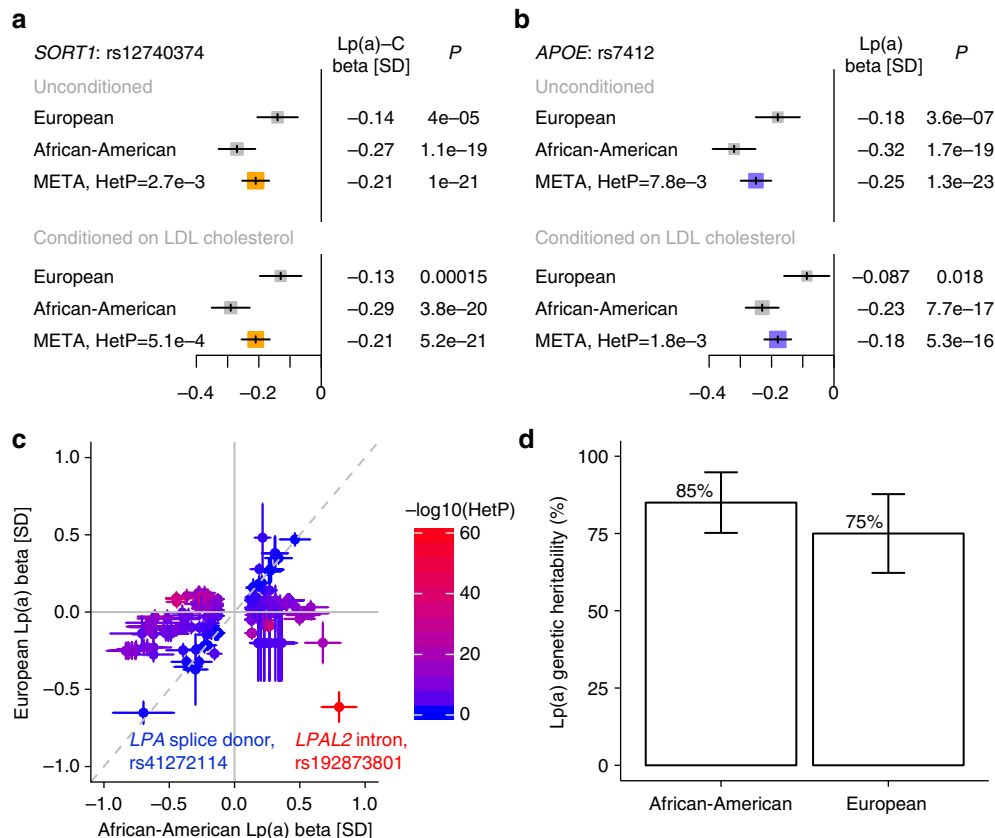 a
SORT1: rs12740374 Lp(a)–C beta [SD] P
Unconditioned
European –0.14 4e–05
African-American –0.27 1.1e–19
META, HetP=2.7e–3 –0.21 1e–21
Conditioned on LDL cholesterol
European –0.13 0.00015
African-American –0.29 3.8e–20
META, HetP=5.1e–4 –0.21 5.2e–21
–0.4 –0.2 0
b
APOE: rs7412 Lp(a) beta [SD] P
Unconditioned
European –0.18 3.6e–07
African-American –0.32 1.7e–19
META, HetP=7.8e–3 –0.25 1.3e–23
Conditioned on LDL cholesterol
European –0.087 0.018
African-American –0.23 7.7e–17
META, HetP=1.8e–3 –0.18 5.3e–16
–0.4 –0.2 0
c
European Lp(a) beta [SD]
1.0
0.5
0.0
–0.5
–1.0
LPA splice donor,
rs41272114
LPAL2 intron,
rs192873801
–1.0 –0.5 0.0 0.5 1.0
African-American Lp(a) beta [SD]
–log10(HetP)
60
40
20
0
d
Lp(a) genetic heritability (%)
100
75
50
25
0
85%
75%
African-American European